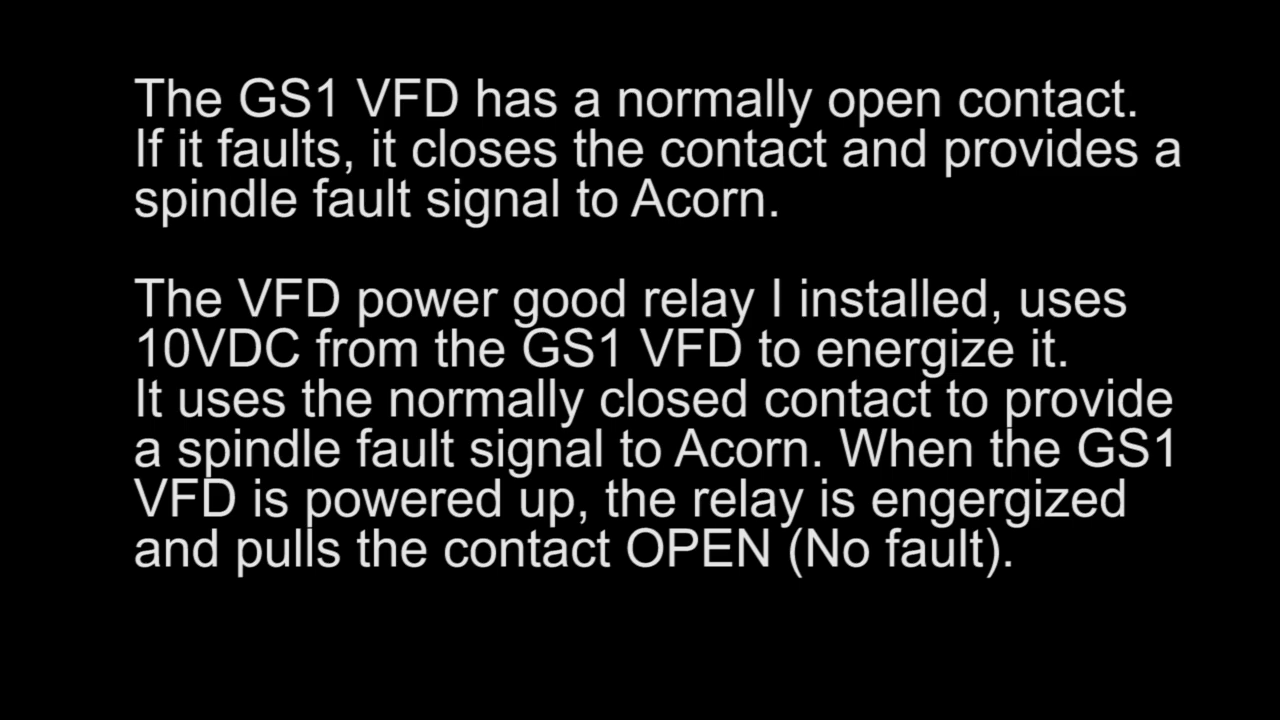 The GS1 VFD has a normally open contact.
If it faults, it closes the contact and provides a
spindle fault signal to Acorn.
The VFD power good relay I installed, uses
10VDC from the GS1 VFD to energize it.
It uses the normally closed contact to provide
a spindle fault signal to Acorn. When the GS1
VFD is powered up, the relay is engergized
and pulls the contact OPEN (No fault).